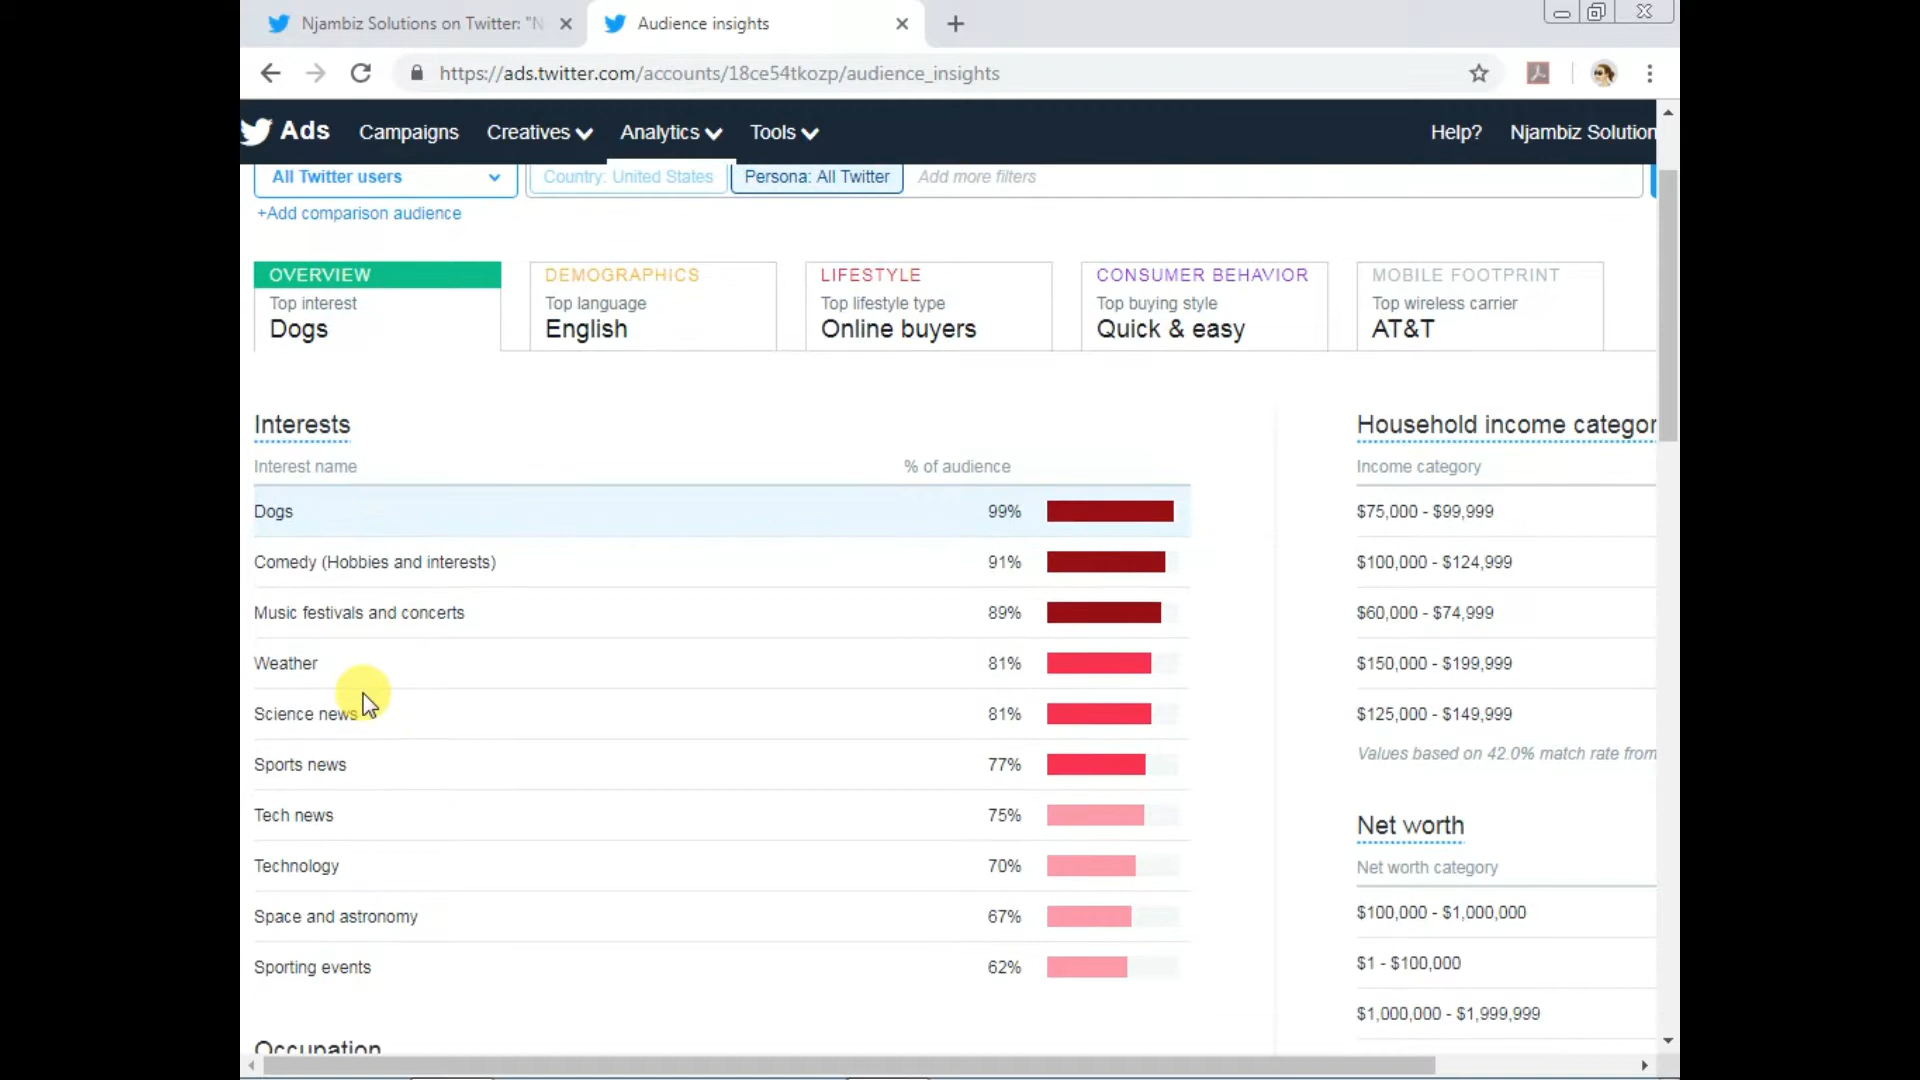 Njambiz Solutions on Twitter: "N
Audience insights
https://ads.twitter.com/accounts/18ce54tkozp/audience_insights
Ads Campaigns Creatives Analytics Tools Help? Njambiz Solution
All Twitter users Country: United States Persona: All Twitter Add more filters
+Add comparison audience
OVERVIEW
Top interest
Dogs
DEMOGRAPHICS
Top language
English
LIFESTYLE
Top lifestyle type
Online buyers
CONSUMER BEHAVIOR
Top buying style
Quick & easy
MOBILE FOOTPRINT
Top wireless carrier
AT&T
Interests
Interest name % of audience
Dogs 99%
Comedy (Hobbies and interests) 91%
Music festivals and concerts 89%
Weather 81%
Science news 81%
Sports news 77%
Tech news 75%
Technology 70%
Space and astronomy 67%
Sporting events 62%
Occupation
Household income categor
Income category
$75,000 - $99,999
$100,000 - $124,999
$60,000 - $74,999
$150,000 - $199,999
$125,000 - $149,999
Values based on 42.0% match rate from
Net worth
Net worth category
$100,000 - $1,000,000
$1 - $100,000
$1,000,000 - $1,999,999